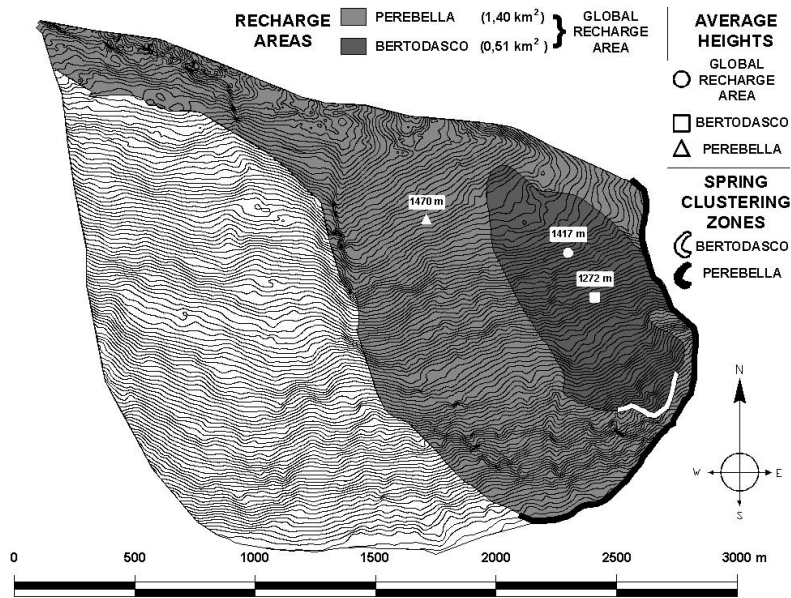 RECHARGE AREAS
PEREBELLA (1,40 km²)
BERTODASCO (0,51 km²)
} GLOBAL RECHARGE AREA
AVERAGE HEIGHTS
GLOBAL RECHARGE AREA
BERTODASCO
PEREBELLA
SPRING CLUSTERING ZONES
BERTODASCO
PEREBELLA
1470 m
1417 m
1272 m
N
W E
S
0 500 1000 1500 2000 2500 3000 m